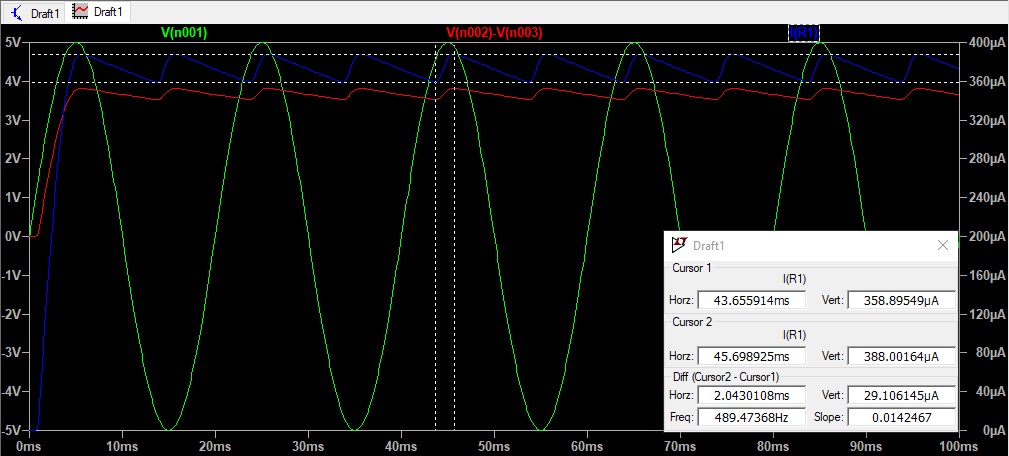 Draft1 Draft1
V(n001) V(n002)-V(n003) I(R1)
5V 400µA
4V 360µA
3V 320µA
2V 280µA
1V 240µA
0V 200µA
-1V 160µA
-2V 120µA
-3V 80µA
-4V 40µA
-5V 0µA
0ms 10ms 20ms 30ms 40ms 50ms 60ms 70ms 80ms 90ms 100ms
Draft1
Cursor 1
I(R1)
Horz: 43.655914ms Vert: 358.89549µA
Cursor 2
I(R1)
Horz: 45.698925ms Vert: 388.00164µA
Diff (Cursor2 - Cursor1)
Horz: 2.0430108ms Vert: 29.106145µA
Freq: 489.47368Hz Slope: 0.0142467